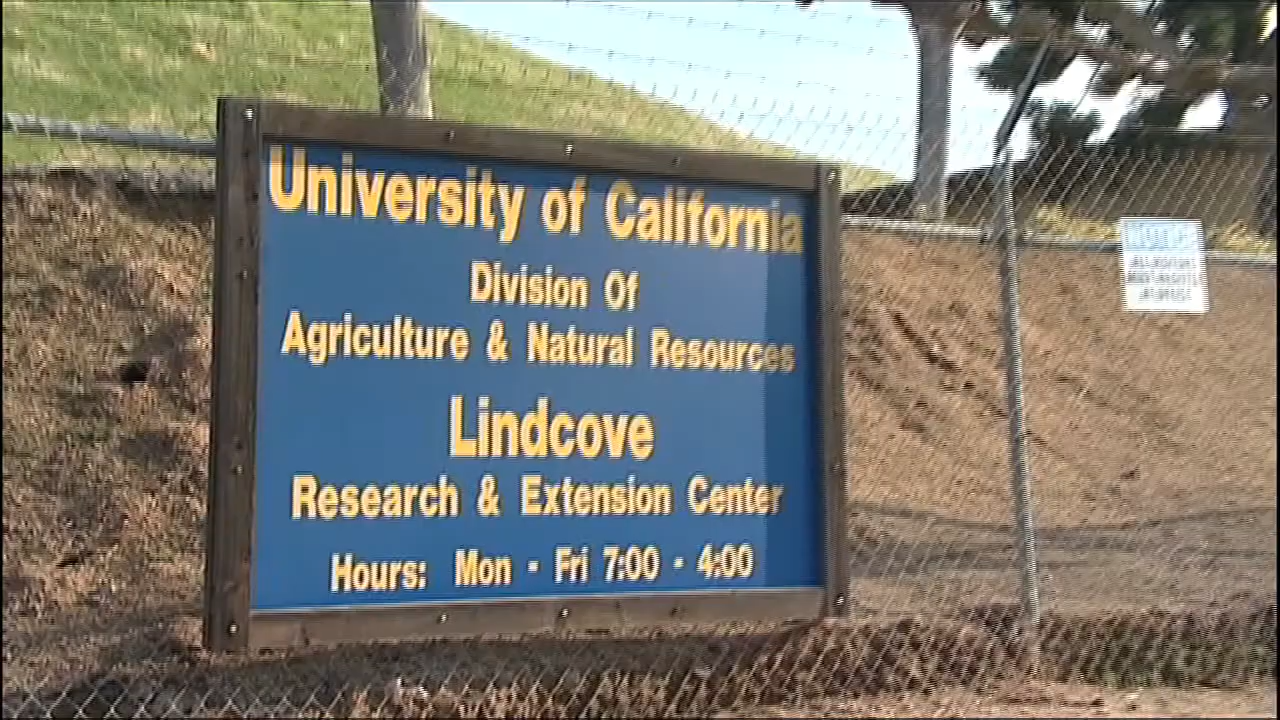 University of California
Division Of
Agriculture & Natural Resources
Lindcove
Research & Extension Center
Hours: Mon - Fri 7:00 - 4:00